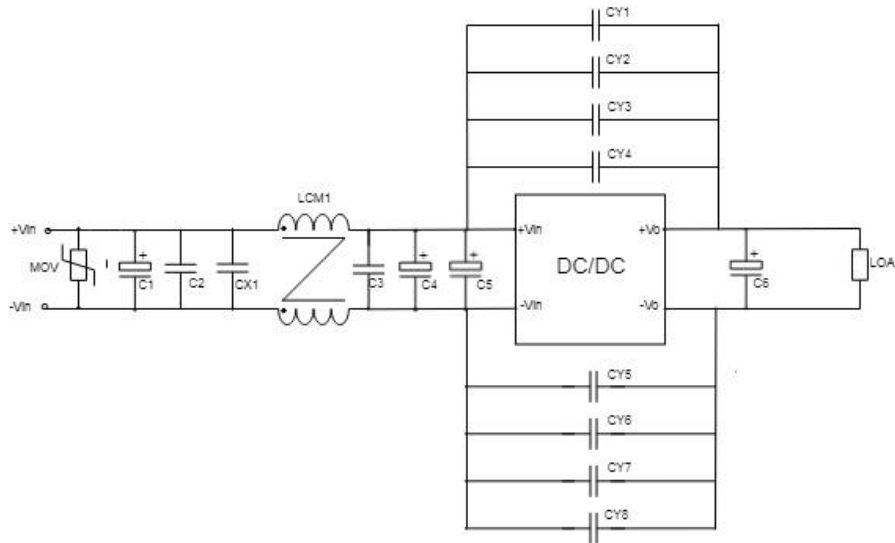 CY1
CY2
CY3
CY4
LCM1
+Vin
+Vin
+Vo
MOV
C1
C2
CX1
C3
C4
C5
DC/DC
C6
LOA
-Vin
-Vin
-Vo
CY5
CY6
CY7
CY8